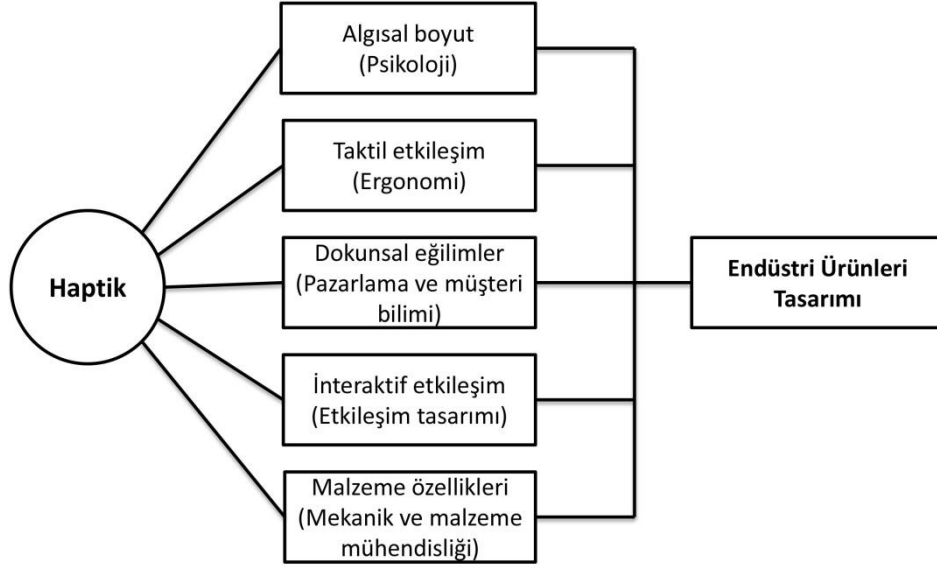 Algısal boyut
(Psikoloji)
Taktil etkileşim
(Ergonomi)
Haptik
Dokunsal eğilimler
(Pazarlama ve müşteri
bilimi)
Endüstri Ürünleri
Tasarımı
İnteraktif etkileşim
(Etkileşim tasarımı)
Malzeme özellikleri
(Mekanik ve malzeme
mühendisliği)